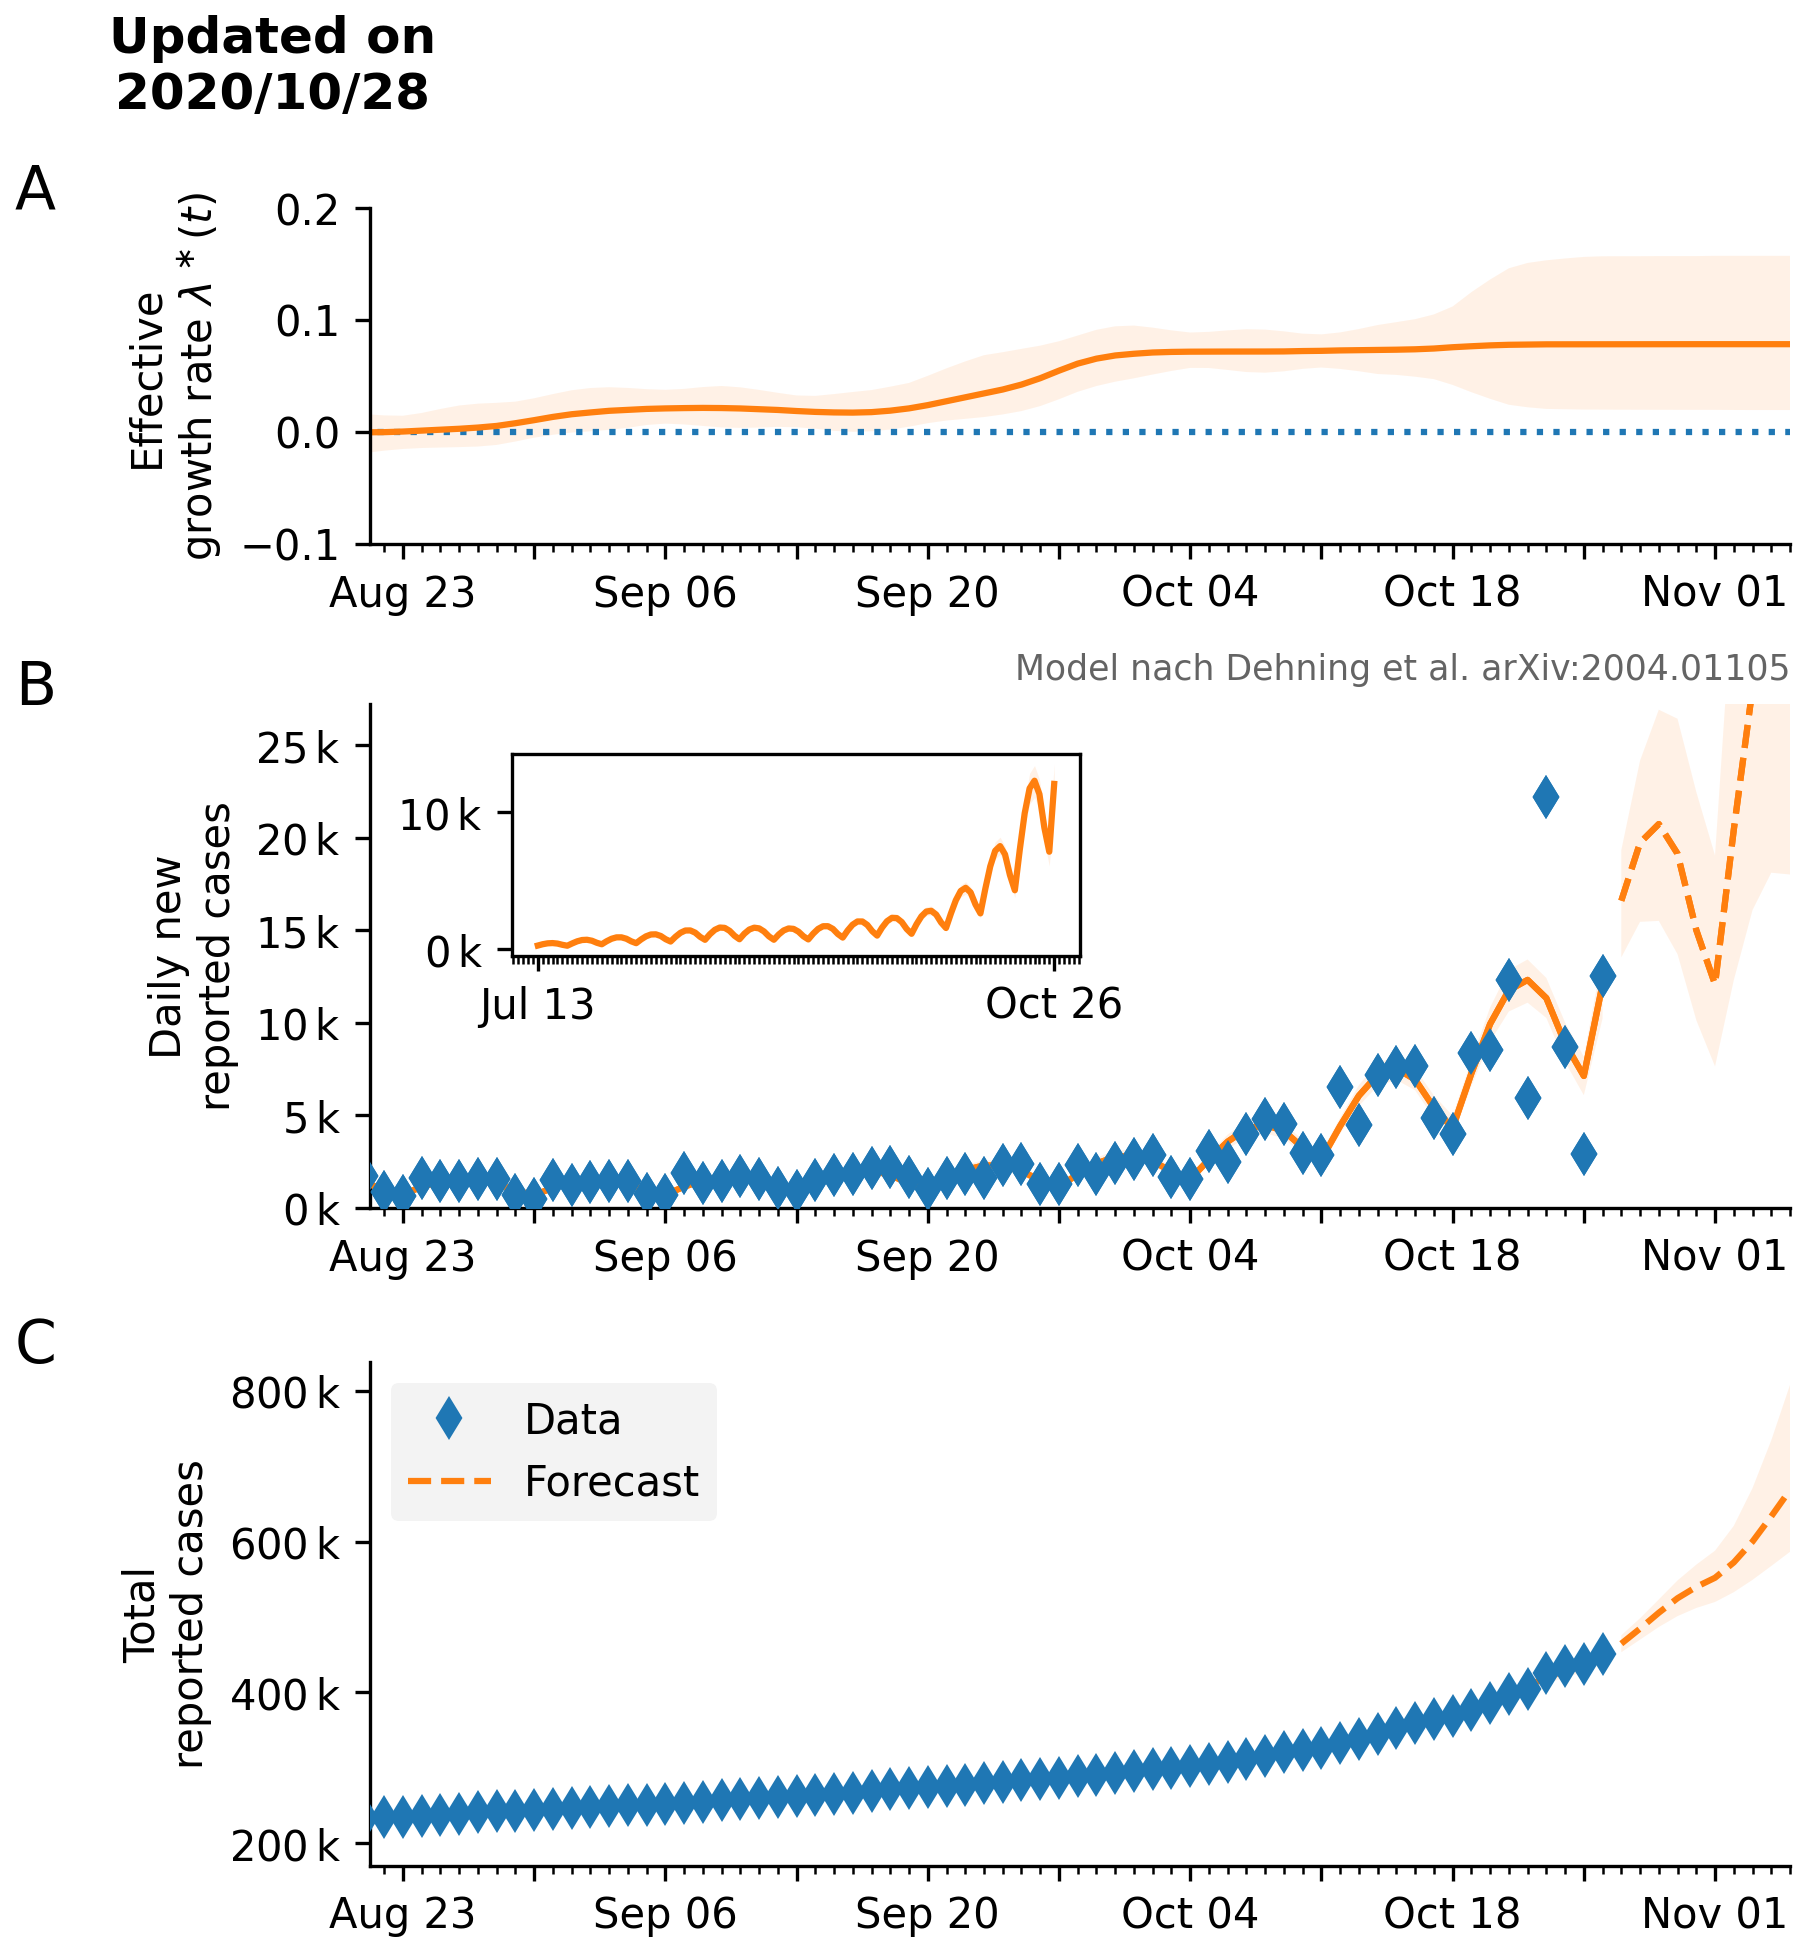 Updated on
2020/10/28
A
Effective
growth rate λ * (t)
0.2
0.1
0.0
−0.1
Aug 23 Sep 06 Sep 20 Oct 04 Oct 18 Nov 01
Model nach Dehning et al. arXiv:2004.01105
B
Daily new
reported cases
25 k
20 k
15 k
10 k
5 k
0 k
10 k
0 k
Jul 13 Oct 26
Aug 23 Sep 06 Sep 20 Oct 04 Oct 18 Nov 01
C
Total
reported cases
800 k
600 k
400 k
200 k
Data
Forecast
Aug 23 Sep 06 Sep 20 Oct 04 Oct 18 Nov 01